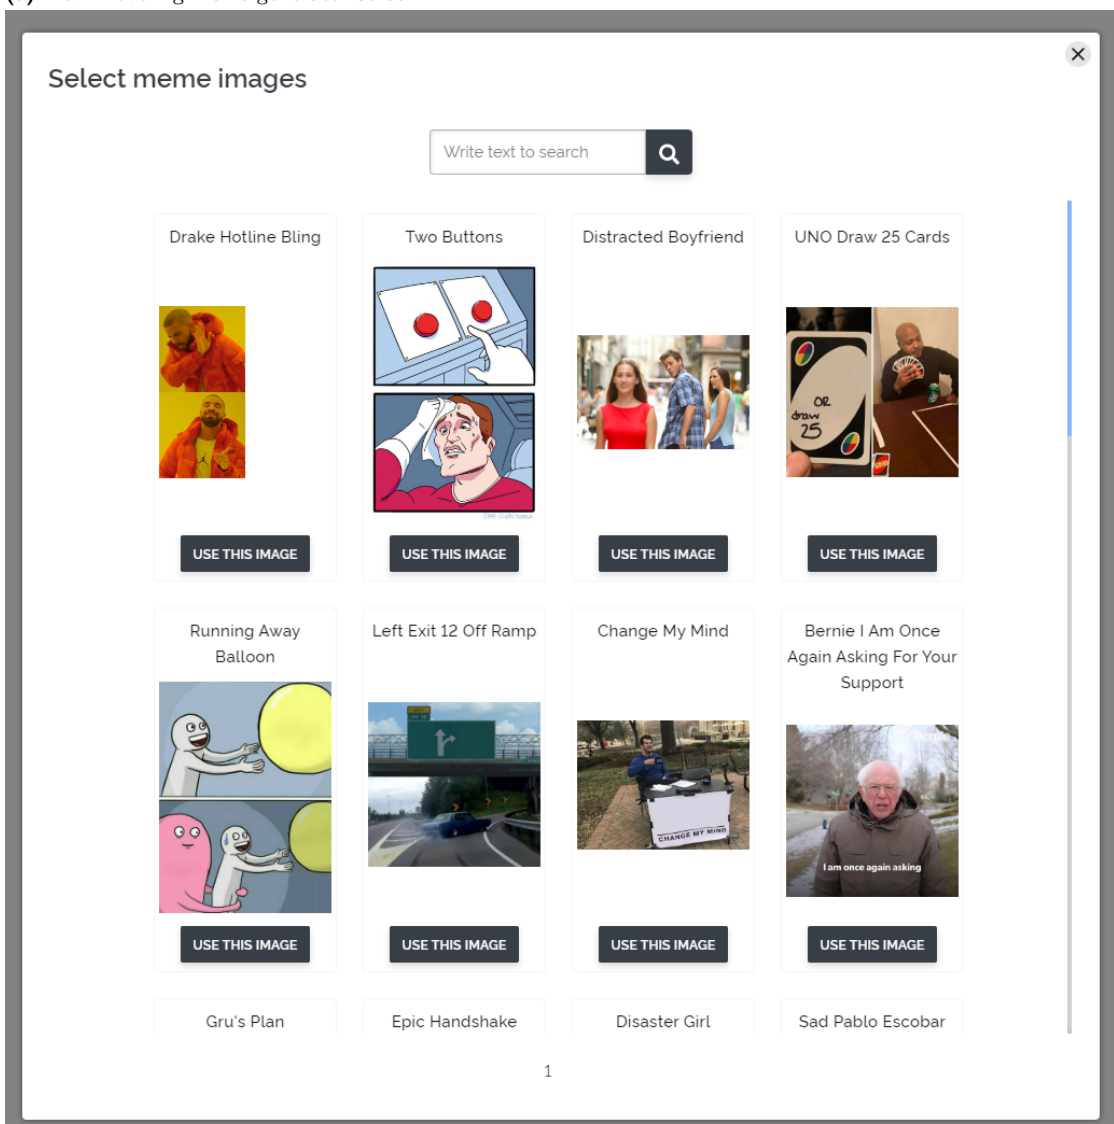 Select meme images
Write text to search
Drake Hotline Bling
Two Buttons
Distracted Boyfriend
UNO Draw 25 Cards
OR
draw
25
USE THIS IMAGE
USE THIS IMAGE
USE THIS IMAGE
USE THIS IMAGE
Running Away
Balloon
Left Exit 12 Off Ramp
Change My Mind
Bernie I Am Once
Again Asking For Your
Support
CHANGE MY MIND
I am once again asking
USE THIS IMAGE
USE THIS IMAGE
USE THIS IMAGE
USE THIS IMAGE
Gru's Plan
Epic Handshake
Disaster Girl
Sad Pablo Escobar
1